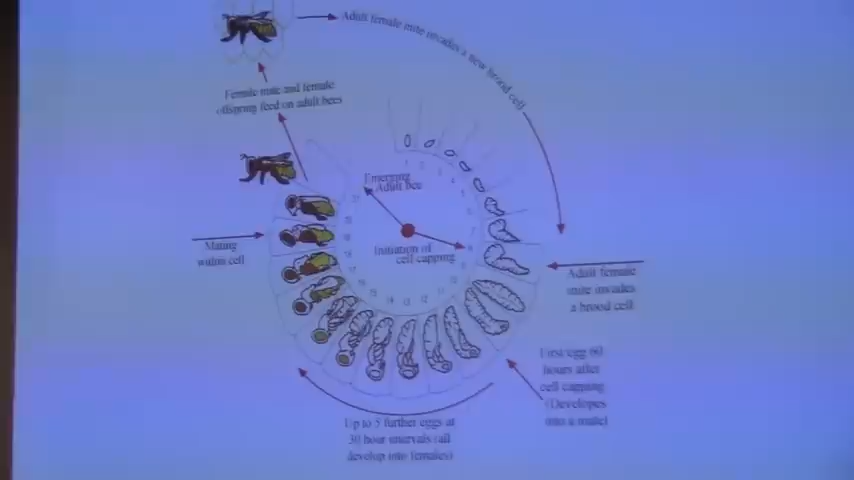 Adult female mite invades a new brood cell
Female mite and female
offspring feed on adult bees
Emerging
Adult bee
Initiation of
cell capping
Mating
within cell
Adult female
mite invades
a brood cell
First egg 60
hours after
cell capping
(Developes
into a mate)
Up to 5 further eggs at
30 hour intervals (all
develop into females)